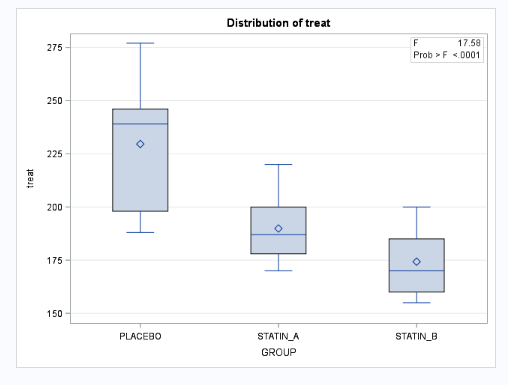 Distribution of treat
F 17.58
Prob > F <.0001
275
250
225
200
175
150
treat
PLACEBO STATIN_A STATIN_B
GROUP